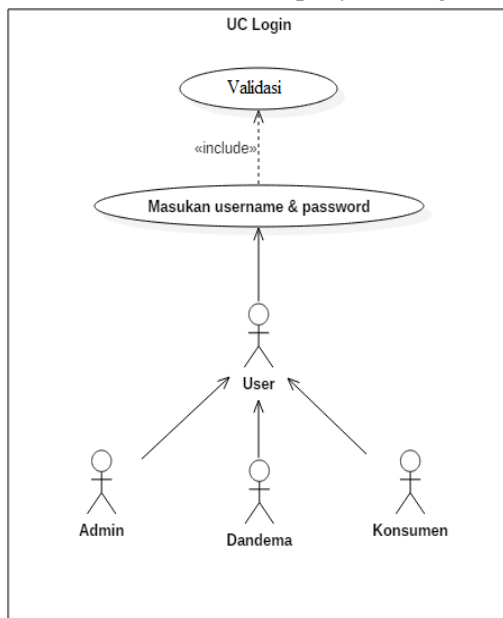 UC Login
Validasi
«include»
Masukan username & password
User
Admin
Dandema
Konsumen